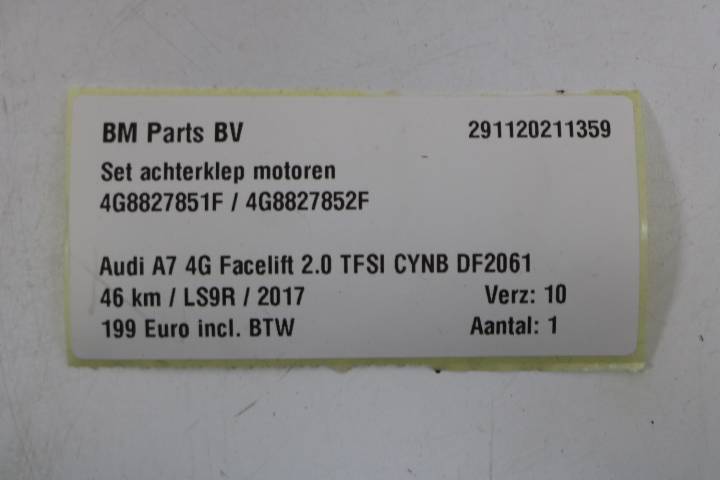 BM Parts BV 291120211359
Set achterklep motoren
4G8827851F / 4G8827852F
Audi A7 4G Facelift 2.0 TFSI CYNB DF2061
46 km / LS9R / 2017 Verz: 10
199 Euro incl. BTW Aantal: 1